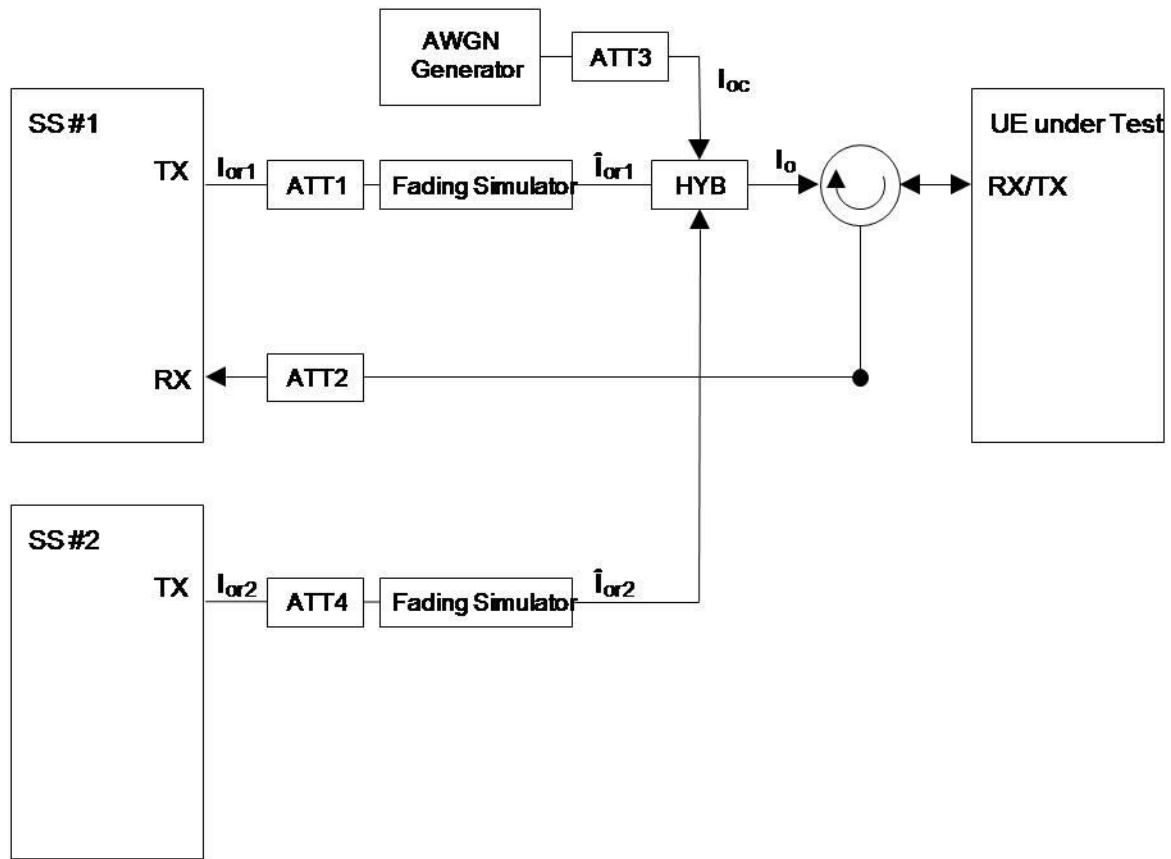 AWGN
Generator
ATT3
Ioc
SS #1
UE under Test
TX
Ior1
ATT1
Fading Simulator
Îor1
HYB
Io
RX/TX
RX
ATT2
SS #2
TX
Ior2
ATT4
Fading Simulator
Îor2